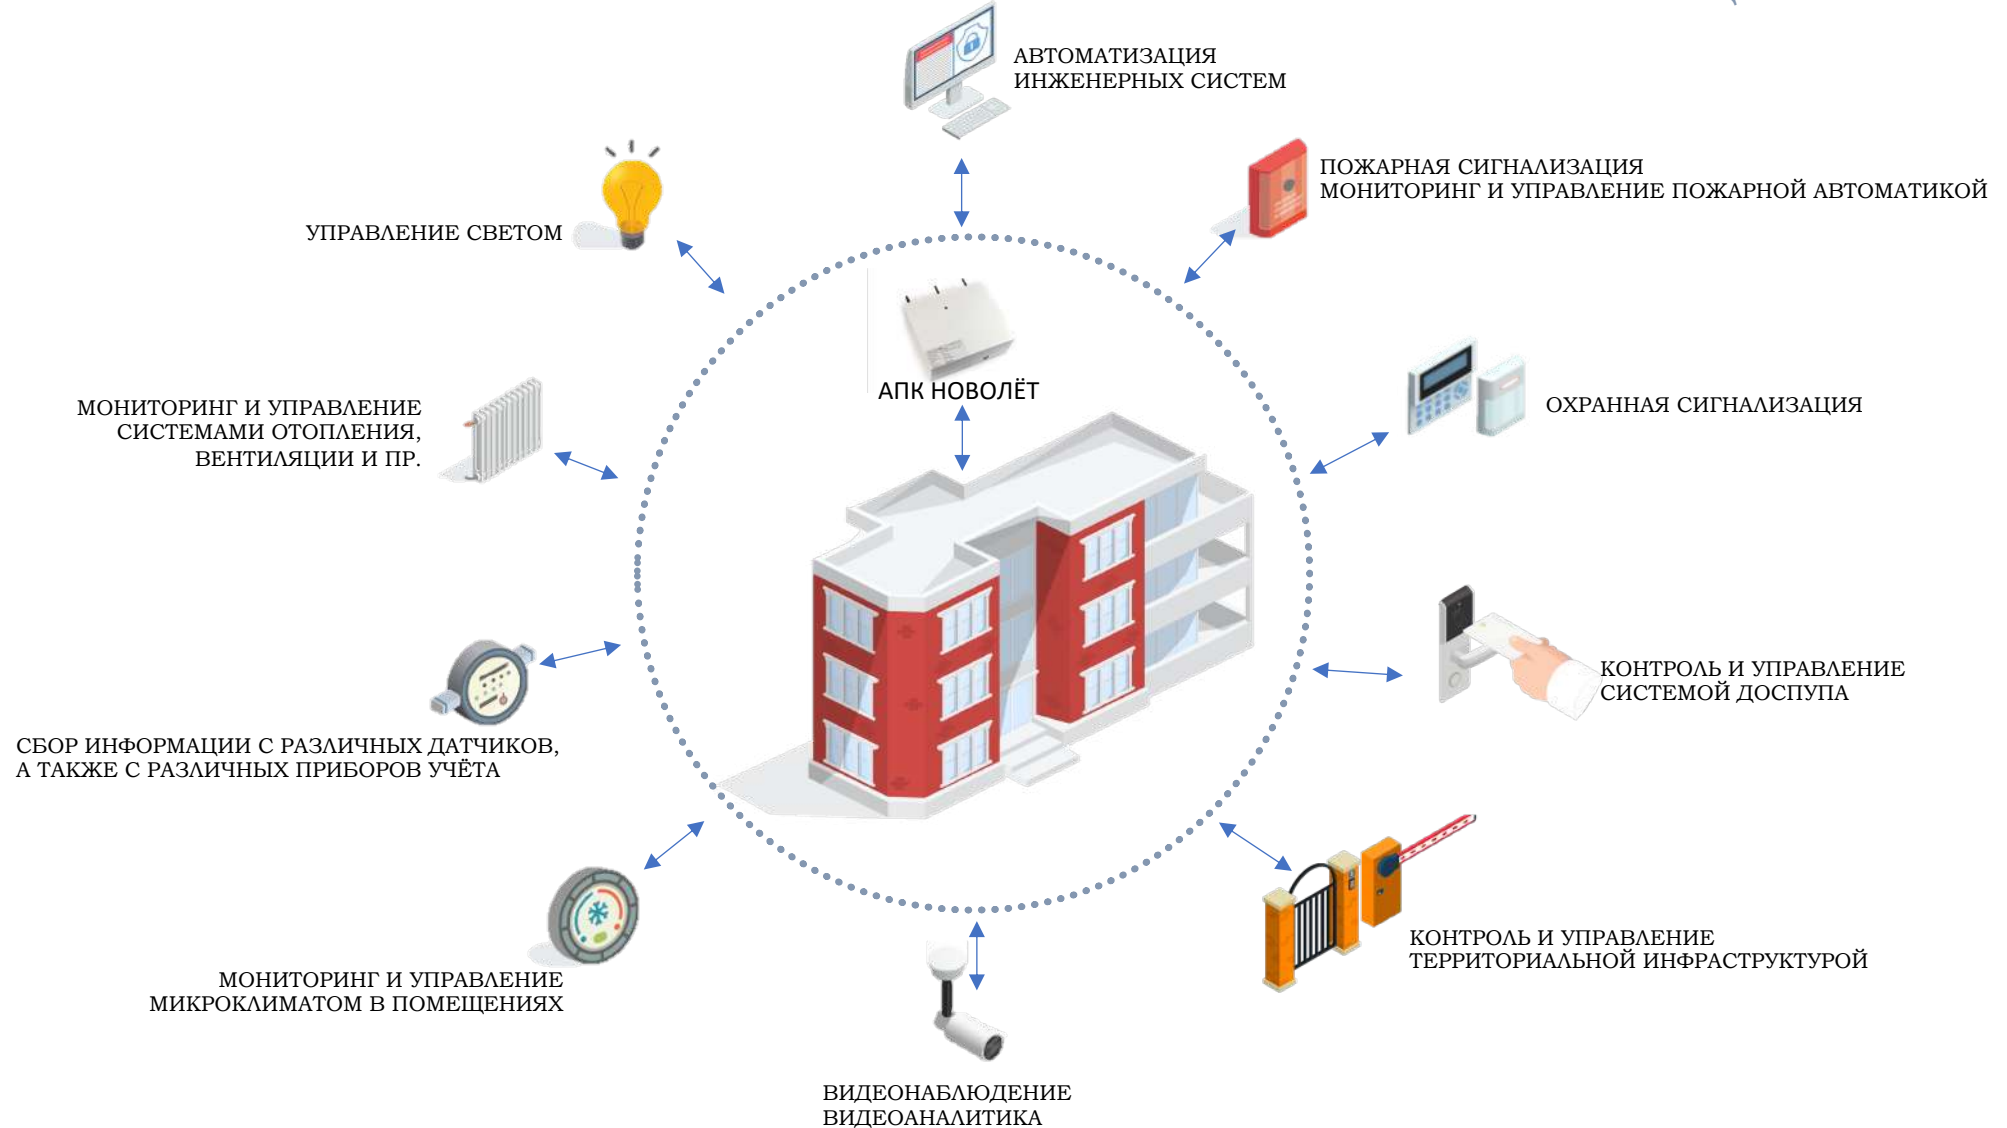 АВТОМАТИЗАЦИЯ
ИНЖЕНЕРНЫХ СИСТЕМ
ПОЖАРНАЯ СИГНАЛИЗАЦИЯ
МОНИТОРИНГ И УПРАВЛЕНИЕ ПОЖАРНОЙ АВТОМАТИКОЙ
УПРАВЛЕНИЕ СВЕТОМ
АПК НОВОЛЁТ
МОНИТОРИНГ И УПРАВЛЕНИЕ
СИСТЕМАМИ ОТОПЛЕНИЯ,
ВЕНТИЛЯЦИИ И ПР.
ОХРАННАЯ СИГНАЛИЗАЦИЯ
КОНТРОЛЬ И УПРАВЛЕНИЕ
СИСТЕМОЙ ДОСПУПА
СБОР ИНФОРМАЦИИ С РАЗЛИЧНЫХ ДАТЧИКОВ,
А ТАКЖЕ С РАЗЛИЧНЫХ ПРИБОРОВ УЧЁТА
КОНТРОЛЬ И УПРАВЛЕНИЕ
ТЕРРИТОРИАЛЬНОЙ ИНФРАСТРУКТУРОЙ
МОНИТОРИНГ И УПРАВЛЕНИЕ
МИКРОКЛИМАТОМ В ПОМЕЩЕНИЯХ
ВИДЕОНАБЛЮДЕНИЕ
ВИДЕОАНАЛИТИКА